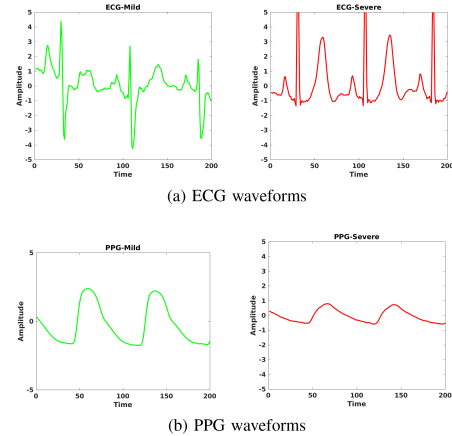 ECG-Mild
5
4
3
2
1
0
-1
-2
-3
-4
-5
Amplitude
0 50 100 150 200
Time
ECG-Severe
5
4
3
2
1
0
-1
-2
-3
-4
-5
Amplitude
0 50 100 150 200
Time
(a) ECG waveforms
PPG-Mild
5
0
-5
Amplitude
0 50 100 150 200
Time
PPG-Severe
5
4
3
2
1
0
-1
-2
-3
-4
-5
Amplitude
0 50 100 150 200
Time
(b) PPG waveforms